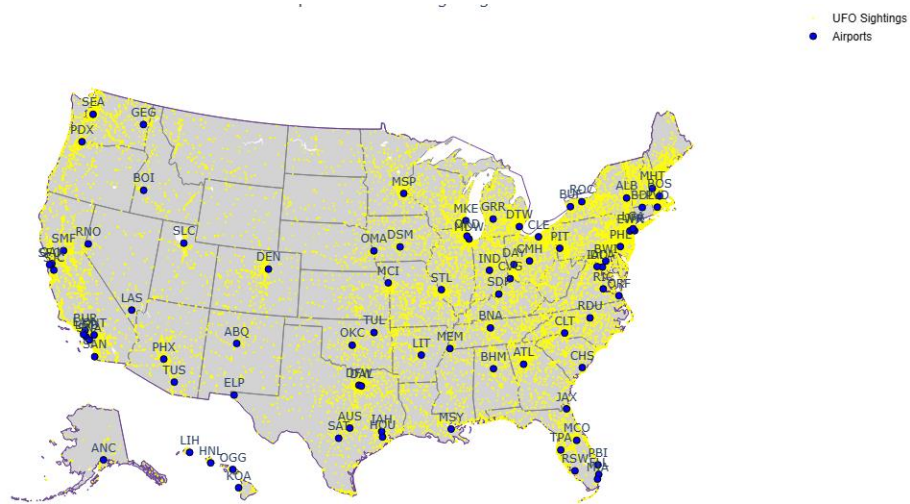 UFO Sightings
Airports
SEA
GEG
PDX
BOI
MSP
MHT
ALB
BOS
ROC
BUF
MKE
GRR
DTW
CLE
MDW
PHL
RNO
SMF
SLC
OMA
DSM
PIT
DEN
IND
DAY
CMH
BWI
CVG
MCI
STL
SDF
RIC
ORF
LAS
BUR
RDU
BNA
CLT
TUL
OKC
ABQ
LIT
MEM
SAN
PHX
BHM
ATL
CHS
TUS
ELP
JAX
AUS
SAT
IAH
HOU
MSY
MCO
TPA
RSW
PBI
ANC
LIH
HNL
OGG
KOA